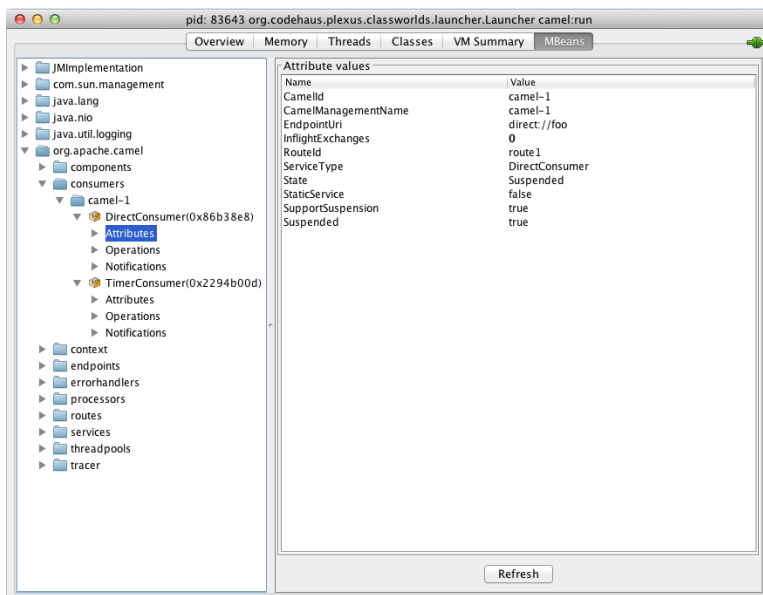 pid: 83643 org.codehaus.plexus.classworlds.launcher.Launcher camel:run
Overview Memory Threads Classes VM Summary MBeans
JMImplementation
com.sun.management
java.lang
java.nio
java.util.logging
org.apache.camel
components
consumers
camel-1
DirectConsumer(0x86b38e8)
Attributes
Operations
Notifications
TimerConsumer(0x2294b00d)
Attributes
Operations
Notifications
context
endpoints
errorhandlers
processors
routes
services
threadpools
tracer
Attribute values
Name Value
CamelId camel-1
CamelManagementName camel-1
EndpointUri direct://foo
InflightExchanges 0
RouteId route1
ServiceType DirectConsumer
State Suspended
StaticService false
SupportSuspension true
Suspended true
Refresh